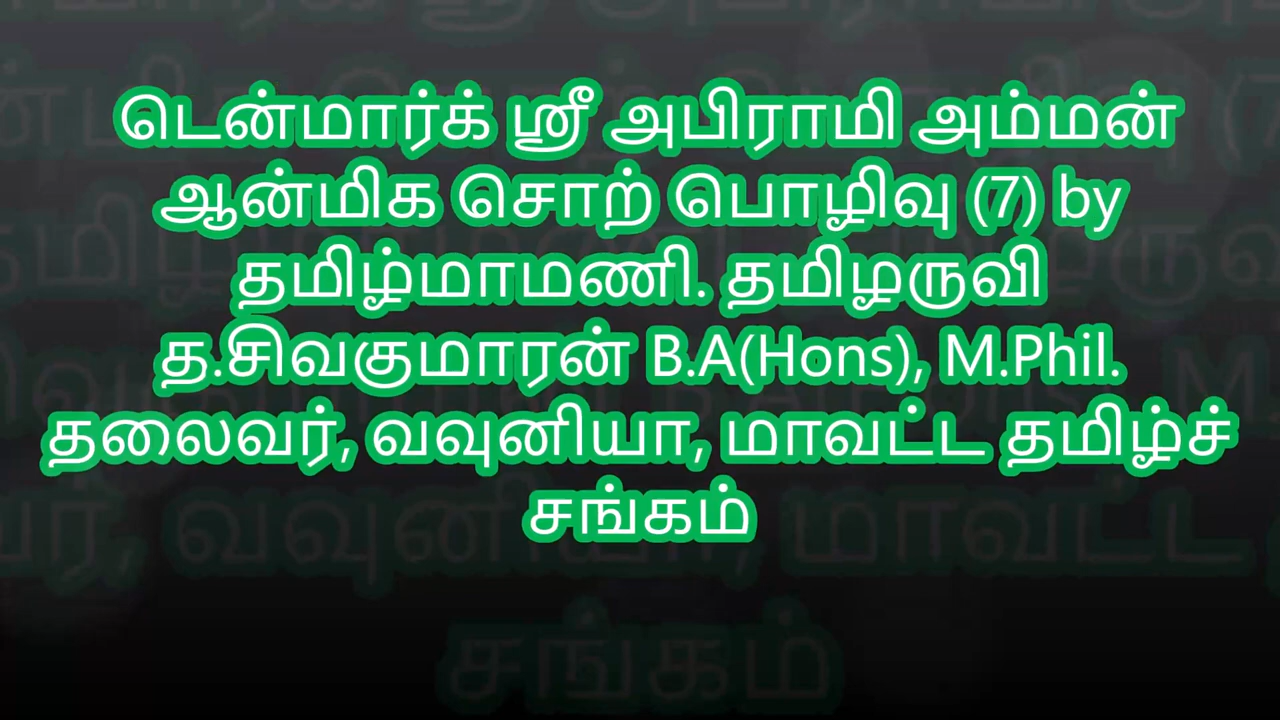 டென்மார்க் ஸ்ரீ அபிராமி அம்மன்
ஆன்மிக சொற் பொழிவு (7) by
தமிழ்மாமணி. தமிழருவி
த.சிவகுமாரன் B.A(Hons), M.Phil.
தலைவர், வவுனியா, மாவட்ட தமிழ்ச்
சங்கம்